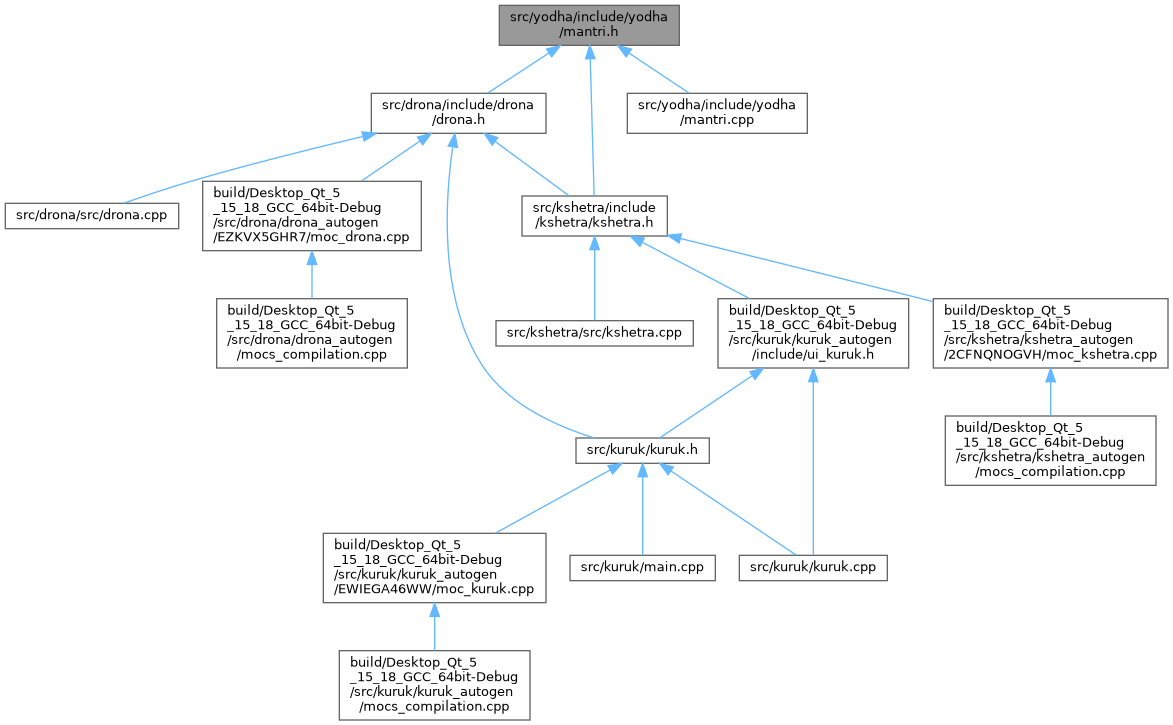 src/yodha/include/yodha
/mantri.h
src/drona/include/drona
/drona.h
src/yodha/include/yodha
/mantri.cpp
src/drona/src/drona.cpp
build/Desktop_Qt_5
_15_18_GCC_64bit-Debug
/src/drona/drona_autogen
/EZKVX5GHR7/moc_drona.cpp
src/kshetra/include
/kshetra/kshetra.h
build/Desktop_Qt_5
_15_18_GCC_64bit-Debug
/src/drona/drona_autogen
/mocs_compilation.cpp
src/kshetra/src/kshetra.cpp
build/Desktop_Qt_5
_15_18_GCC_64bit-Debug
/src/kuruk/kuruk_autogen
/include/ui_kuruk.h
build/Desktop_Qt_5
_15_18_GCC_64bit-Debug
/src/kshetra/kshetra_autogen
/2CFNQNOGVH/moc_kshetra.cpp
src/kuruk/kuruk.h
build/Desktop_Qt_5
_15_18_GCC_64bit-Debug
/src/kshetra/kshetra_autogen
/mocs_compilation.cpp
build/Desktop_Qt_5
_15_18_GCC_64bit-Debug
/src/kuruk/kuruk_autogen
/EWIEGA46WW/moc_kuruk.cpp
src/kuruk/main.cpp
src/kuruk/kuruk.cpp
build/Desktop_Qt_5
_15_18_GCC_64bit-Debug
/src/kuruk/kuruk_autogen
/mocs_compilation.cpp